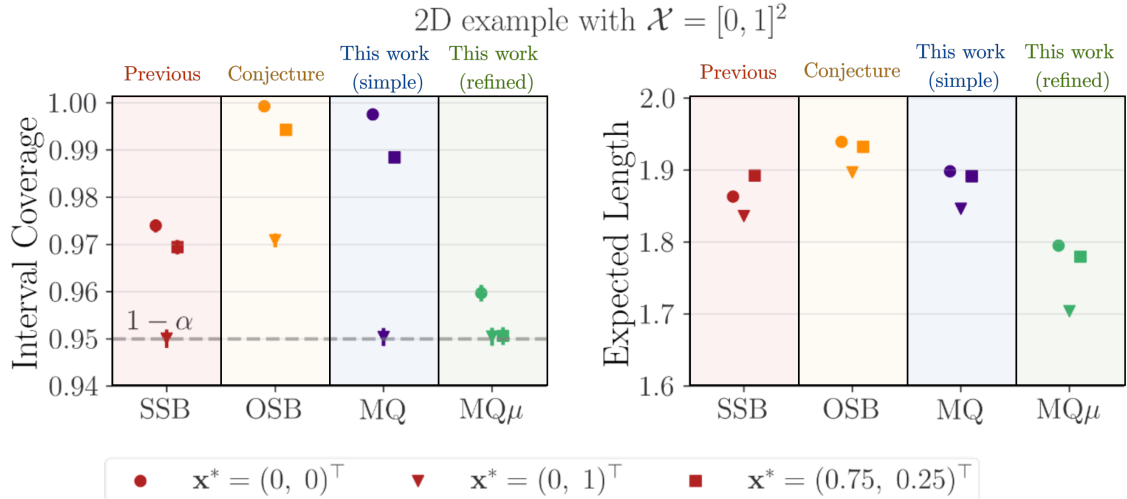 2D example with 𝒳 = [0, 1]²
Previous
Conjecture
This work
(simple)
This work
(refined)
Interval Coverage
1.00
0.99
0.98
0.97
0.96
0.95
0.94
1 − α
SSB
OSB
MQ
MQμ
Previous
Conjecture
This work
(simple)
This work
(refined)
Expected Length
2.0
1.9
1.8
1.7
1.6
SSB
OSB
MQ
MQμ
x* = (0, 0)⊤ x* = (0, 1)⊤ x* = (0.75, 0.25)⊤